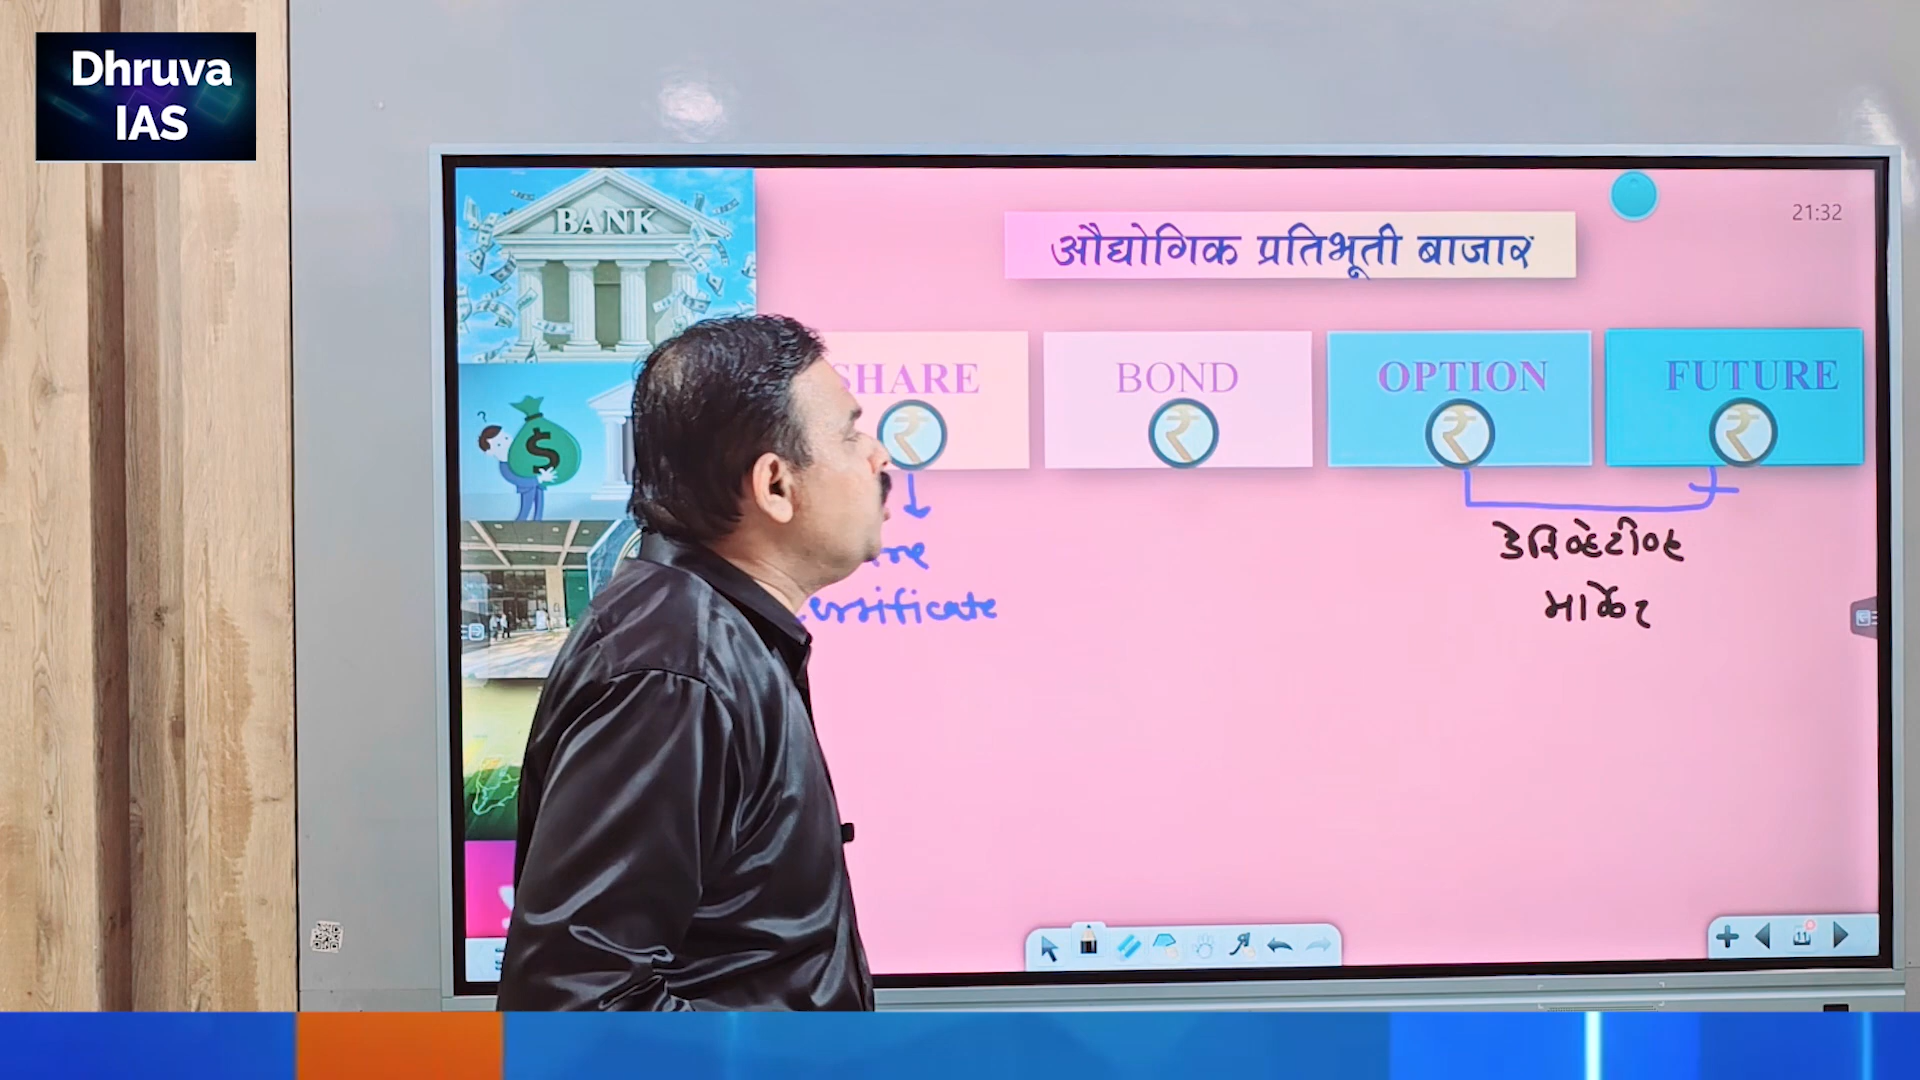 Dhruva
IAS
BANK
औद्योगिक प्रतिभूती बाजार
21:32
SHARE
BOND
OPTION
FUTURE
डेरिव्हेटीव्ह
मार्केट